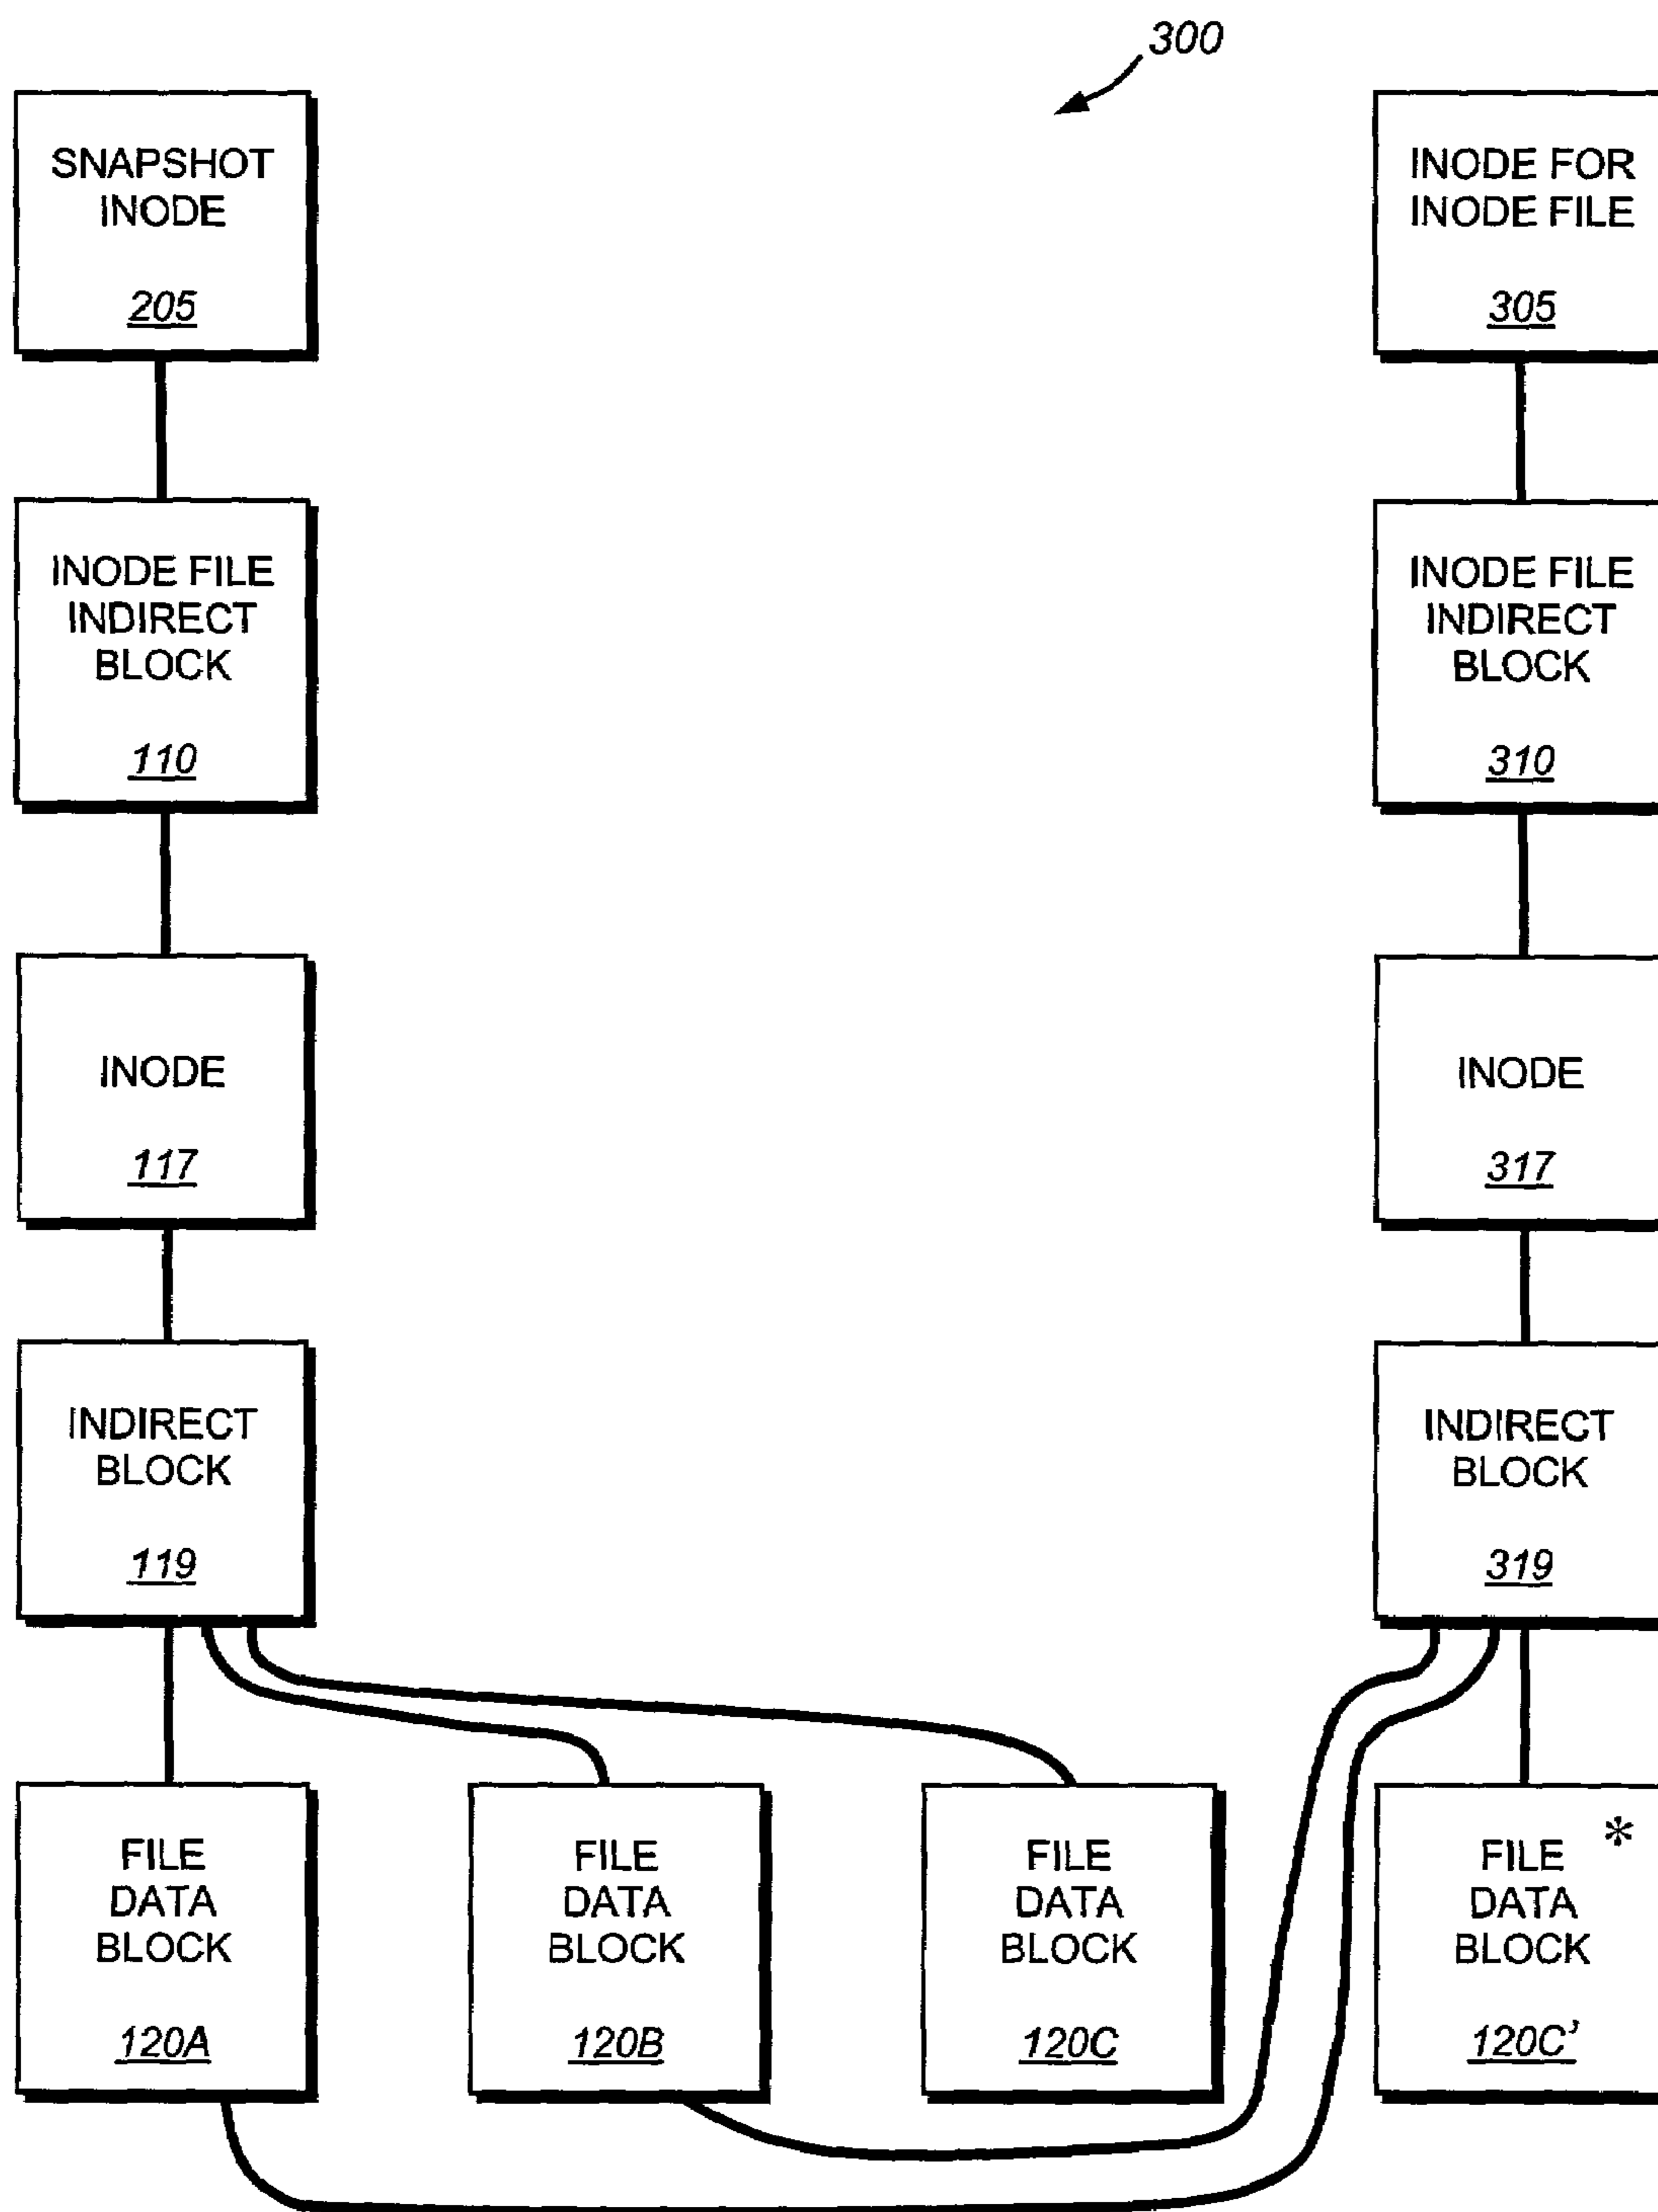 300
SNAPSHOT
INODE
205
INODE FOR
INODE FILE
305
INODE FILE
INDIRECT
BLOCK
110
INODE FILE
INDIRECT
BLOCK
310
INODE
117
INODE
317
INDIRECT
BLOCK
119
INDIRECT
BLOCK
319
FILE
DATA
BLOCK
120A
FILE
DATA
BLOCK
120B
FILE
DATA
BLOCK
120C
*
FILE
DATA
BLOCK
120C’